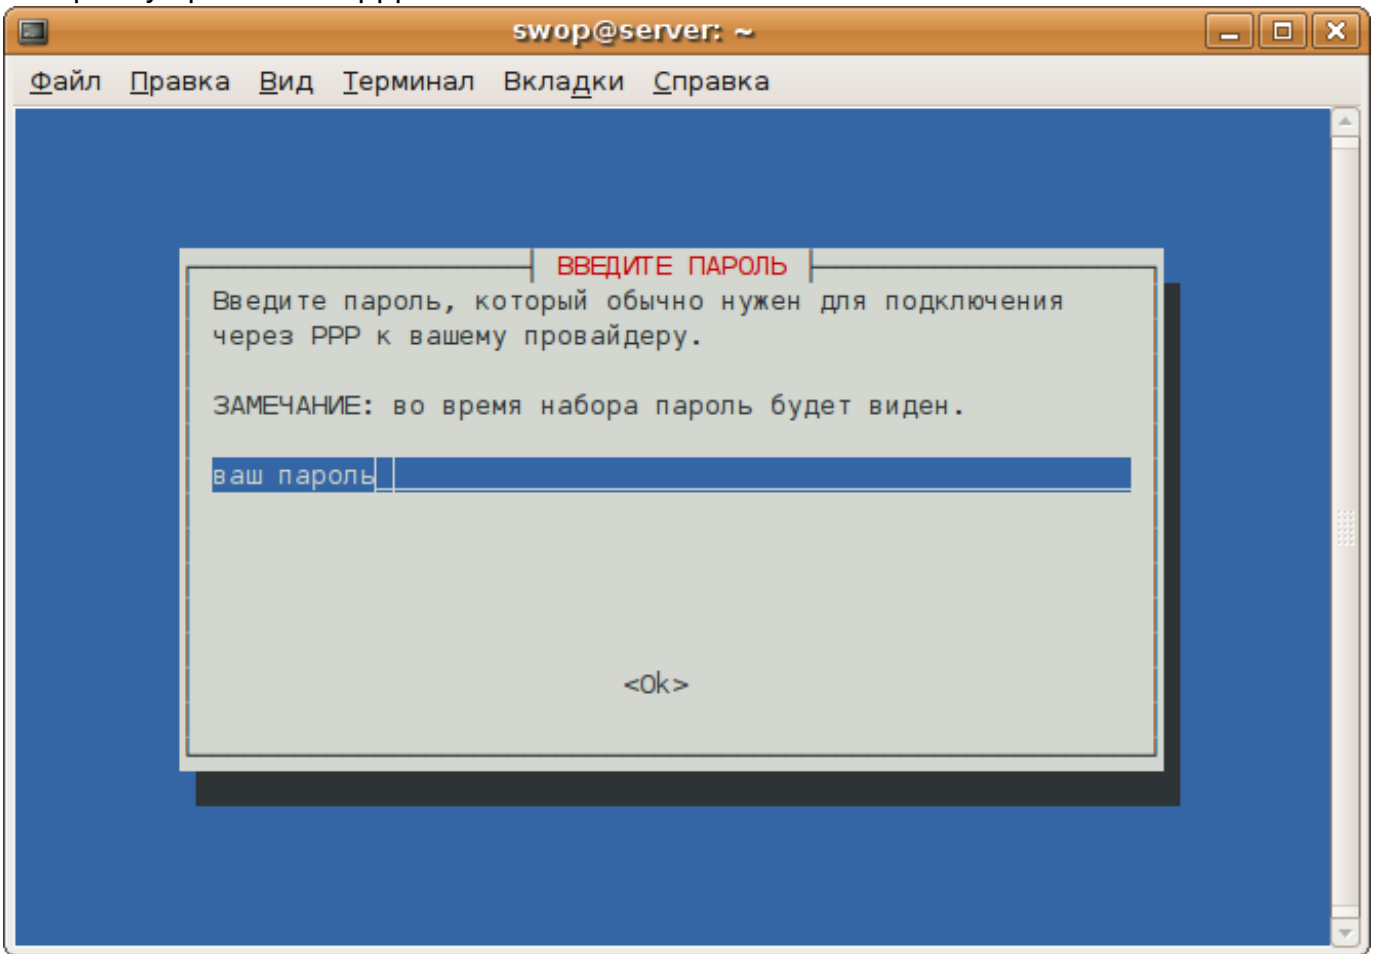 swop@server: ~
Файл Правка Вид Терминал Вкладки Справка
ВВЕДИТЕ ПАРОЛЬ
Введите пароль, который обычно нужен для подключения
через PPP к вашему провайдеру.
ЗАМЕЧАНИЕ: во время набора пароль будет виден.
ваш пароль
<Ok>